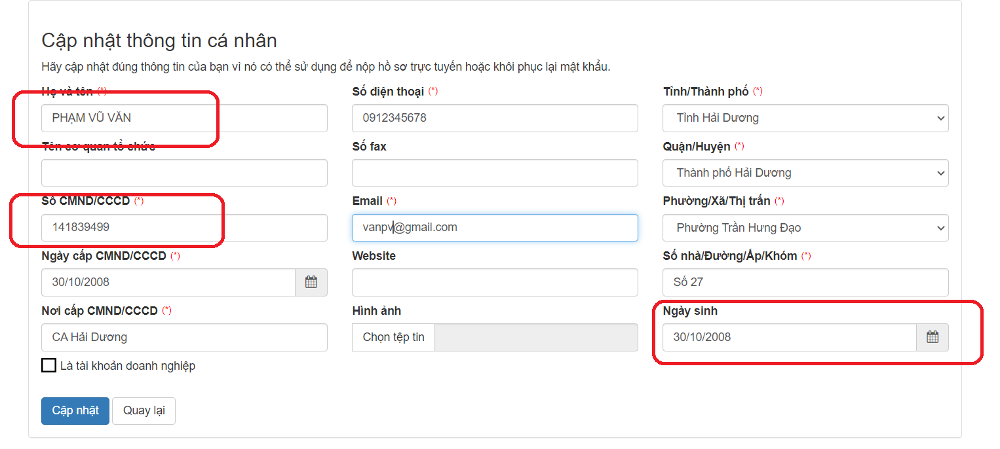 Cập nhật thông tin cá nhân
Hãy cập nhật đúng thông tin của bạn vì nó có thể sử dụng để nộp hồ sơ trực tuyến hoặc khôi phục lại mật khẩu.
Họ và tên (*) Số điện thoại (*) Tỉnh/Thành phố (*)
PHẠM VŨ VĂN 0912345678 Tỉnh Hải Dương
Tên cơ quan tổ chức Số fax Quận/Huyện (*)
Thành phố Hải Dương
Số CMND/CCCD (*) Email (*) Phường/Xã/Thị trấn (*)
141839499 vanpv@gmail.com Phường Trần Hưng Đạo
Ngày cấp CMND/CCCD (*) Website Số nhà/Đường/Ấp/Khóm (*)
30/10/2008 Số 27
Nơi cấp CMND/CCCD (*) Hình ảnh Ngày sinh
CA Hải Dương Chọn tệp tin 30/10/2008
Là tài khoản doanh nghiệp
Cập nhật Quay lại